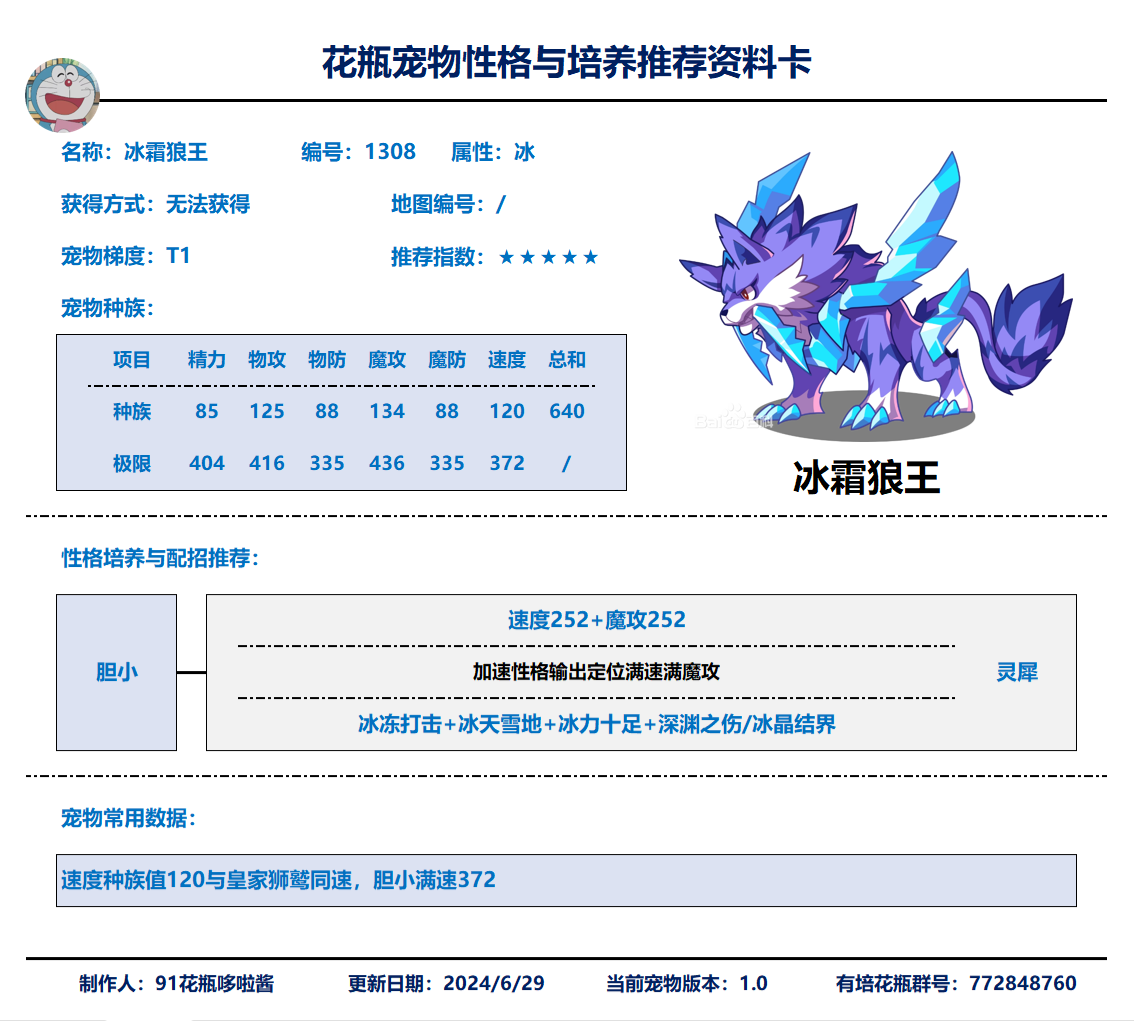 花瓶宠物性格与培养推荐资料卡
名称：冰霜狼王 编号：1308 属性：冰
获得方式：无法获得 地图编号：/
宠物梯度：T1 推荐指数：★★★★★
宠物种族：
项目 精力 物攻 物防 魔攻 魔防 速度 总和
种族 85 125 88 134 88 120 640
极限 404 416 335 436 335 372 /
Bai百科
冰霜狼王
性格培养与配招推荐：
速度252+魔攻252
胆小 加速性格输出定位满速满魔攻 灵犀
冰冻打击+冰天雪地+冰力十足+深渊之伤/冰晶结界
宠物常用数据：
速度种族值120与皇家狮鹫同速，胆小满速372
制作人：91花瓶哆啦酱 更新日期：2024/6/29 当前宠物版本：1.0 有培花瓶群号：772848760